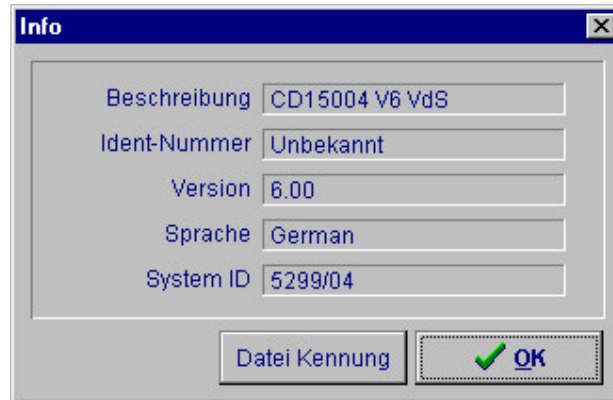 Info
Beschreibung CD15004 V6 VdS
Ident-Nummer Unbekannt
Version 6.00
Sprache German
System ID 5299/04
Datei Kennung OK